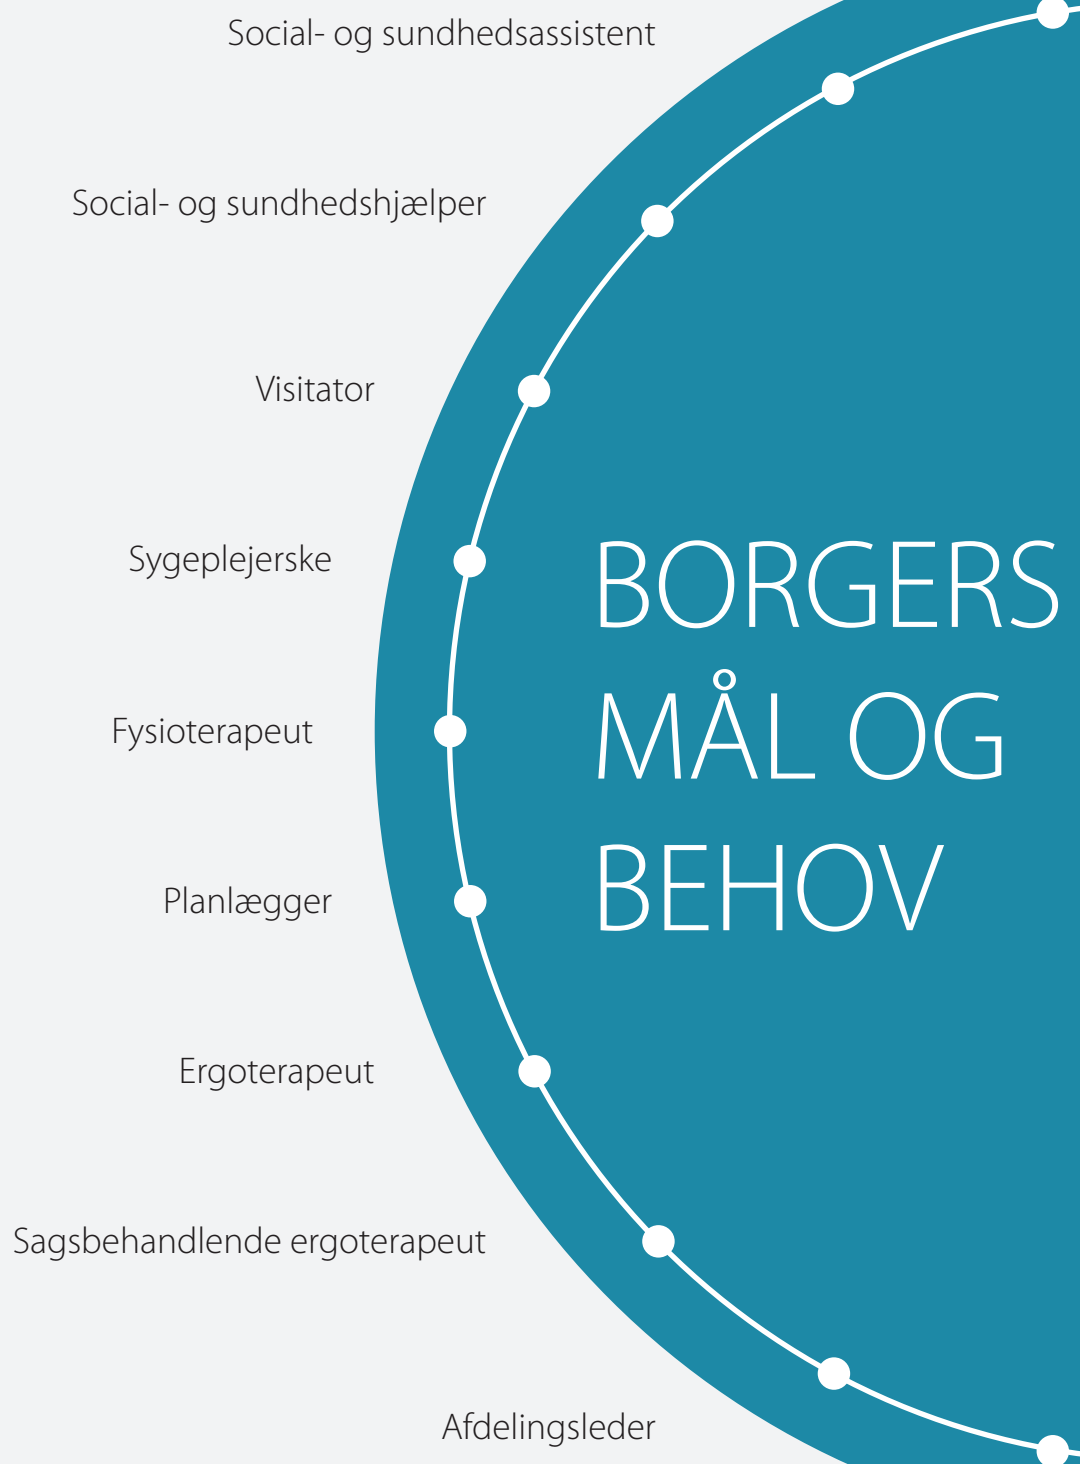 Social- og sundhedsassistent
Social- og sundhedshjælper
Visitator
Sygeplejerske
Fysioterapeut
Planlægger
Ergoterapeut
Sagsbehandlende ergoterapeut
Afdelingsleder
BORGERS
MÅL OG
BEHOV